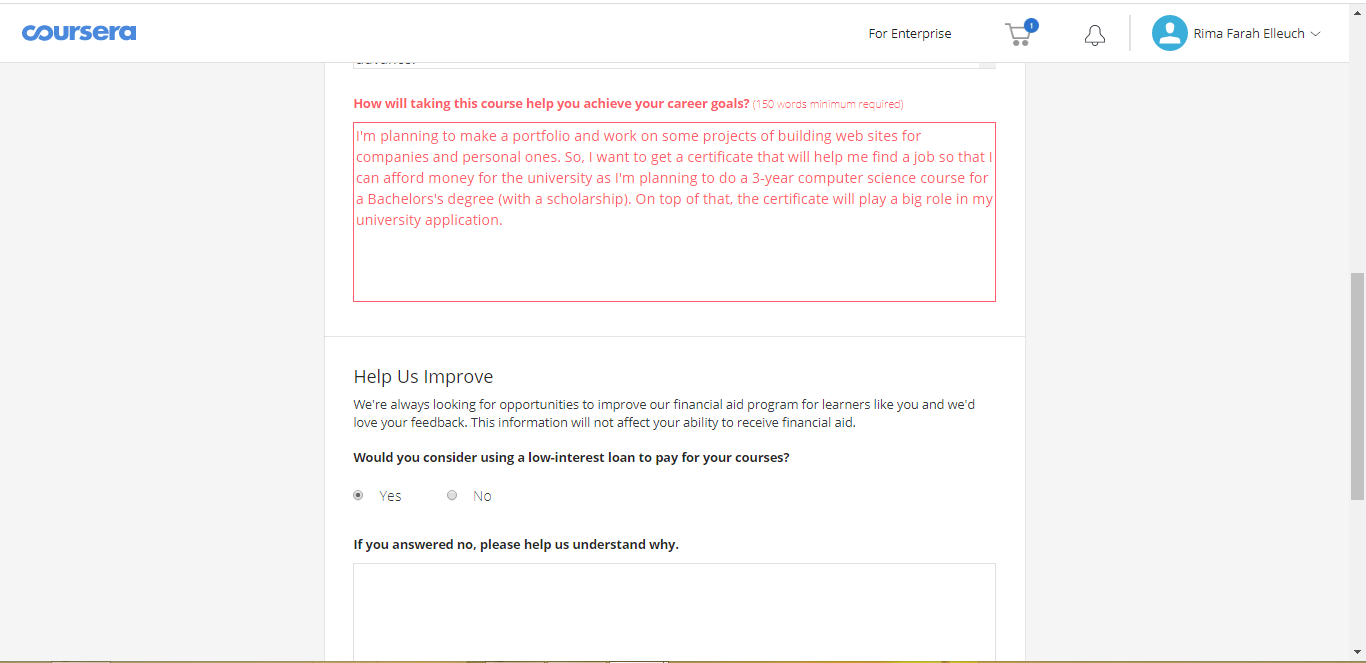 coursera
For Enterprise
1
Rima Farah Elleuch
How will taking this course help you achieve your career goals? (150 words minimum required)
I'm planning to make a portfolio and work on some projects of building web sites for
companies and personal ones. So, I want to get a certificate that will help me find a job so that I
can afford money for the university as I'm planning to do a 3-year computer science course for
a Bachelors's degree (with a scholarship). On top of that, the certificate will play a big role in my
university application.
Help Us Improve
We're always looking for opportunities to improve our financial aid program for learners like you and we'd
love your feedback. This information will not affect your ability to receive financial aid.
Would you consider using a low-interest loan to pay for your courses?
Yes No
If you answered no, please help us understand why.